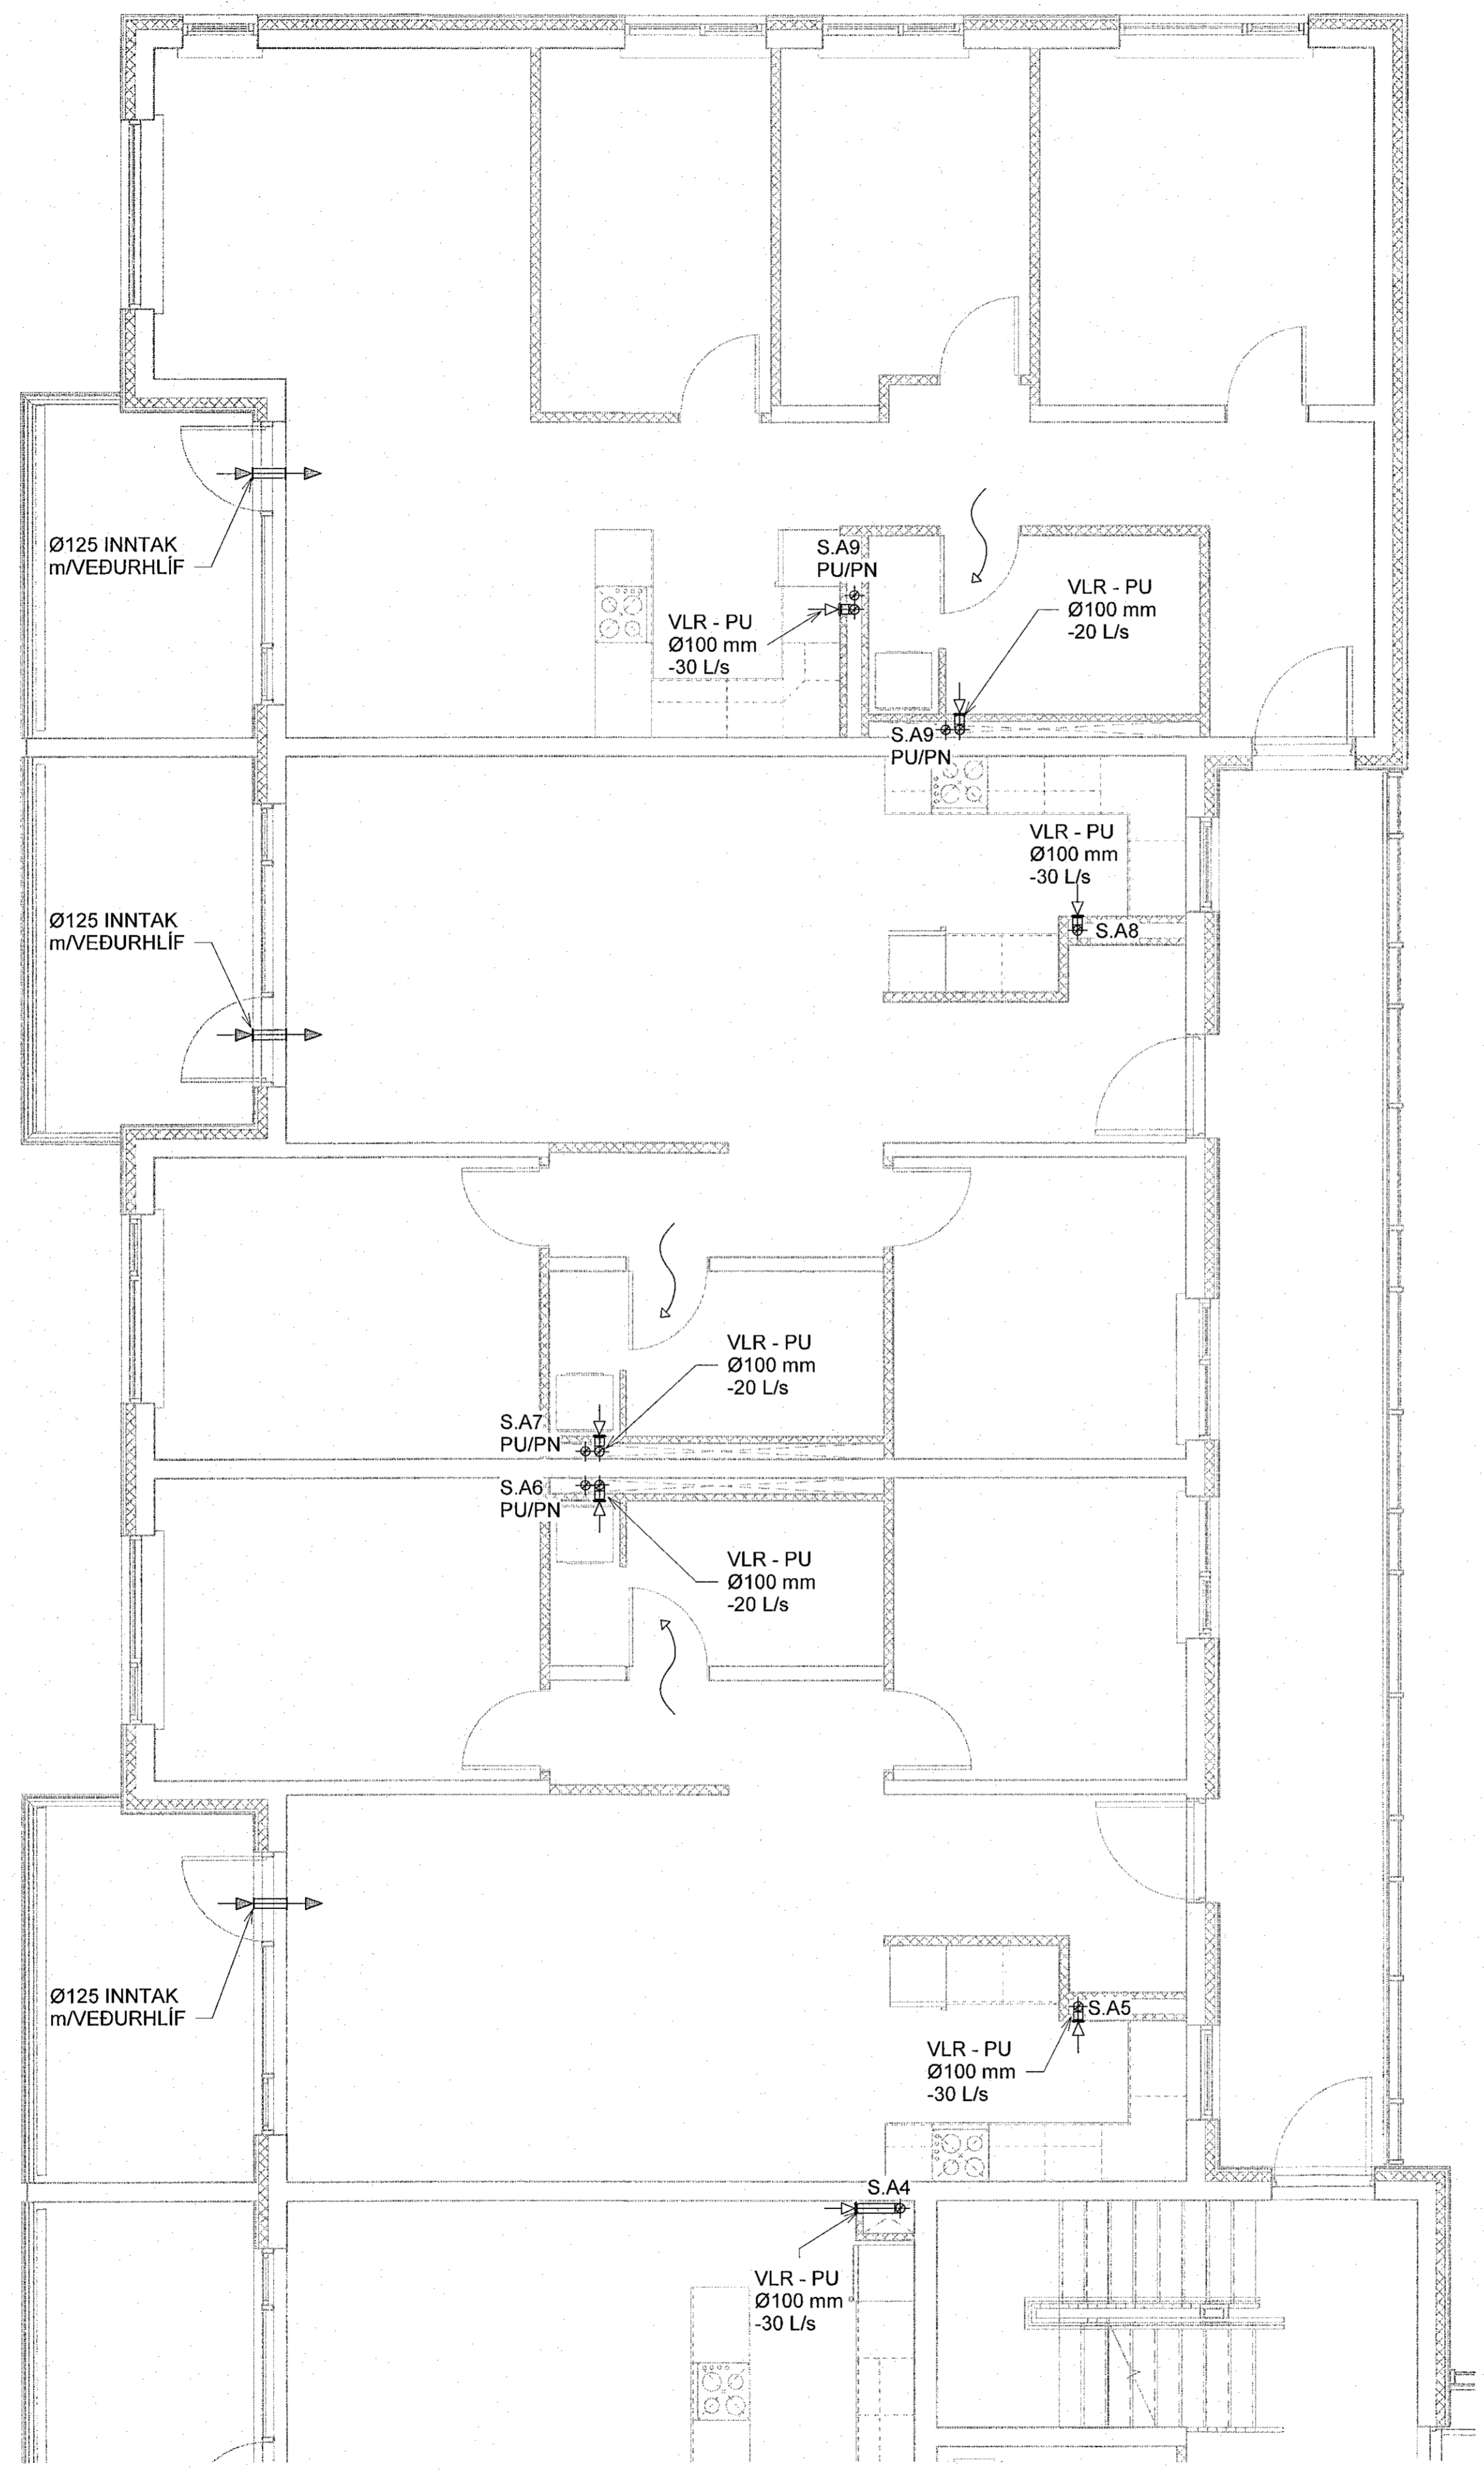 Ø125 INNTAK
m/VEÐURHLÍF
S.A9
PU/PN
VLR - PU
Ø100 mm
-30 L/s
VLR - PU
Ø100 mm
-20 L/s
S.A9
PU/PN
VLR - PU
Ø100 mm
-30 L/s
S.A8
Ø125 INNTAK
m/VEÐURHLÍF
VLR - PU
Ø100 mm
-20 L/s
S.A7
PU/PN
S.A6
PU/PN
VLR - PU
Ø100 mm
-20 L/s
Ø125 INNTAK
m/VEÐURHLÍF
S.A5
VLR - PU
Ø100 mm
-30 L/s
S.A4
VLR - PU
Ø100 mm
-30 L/s